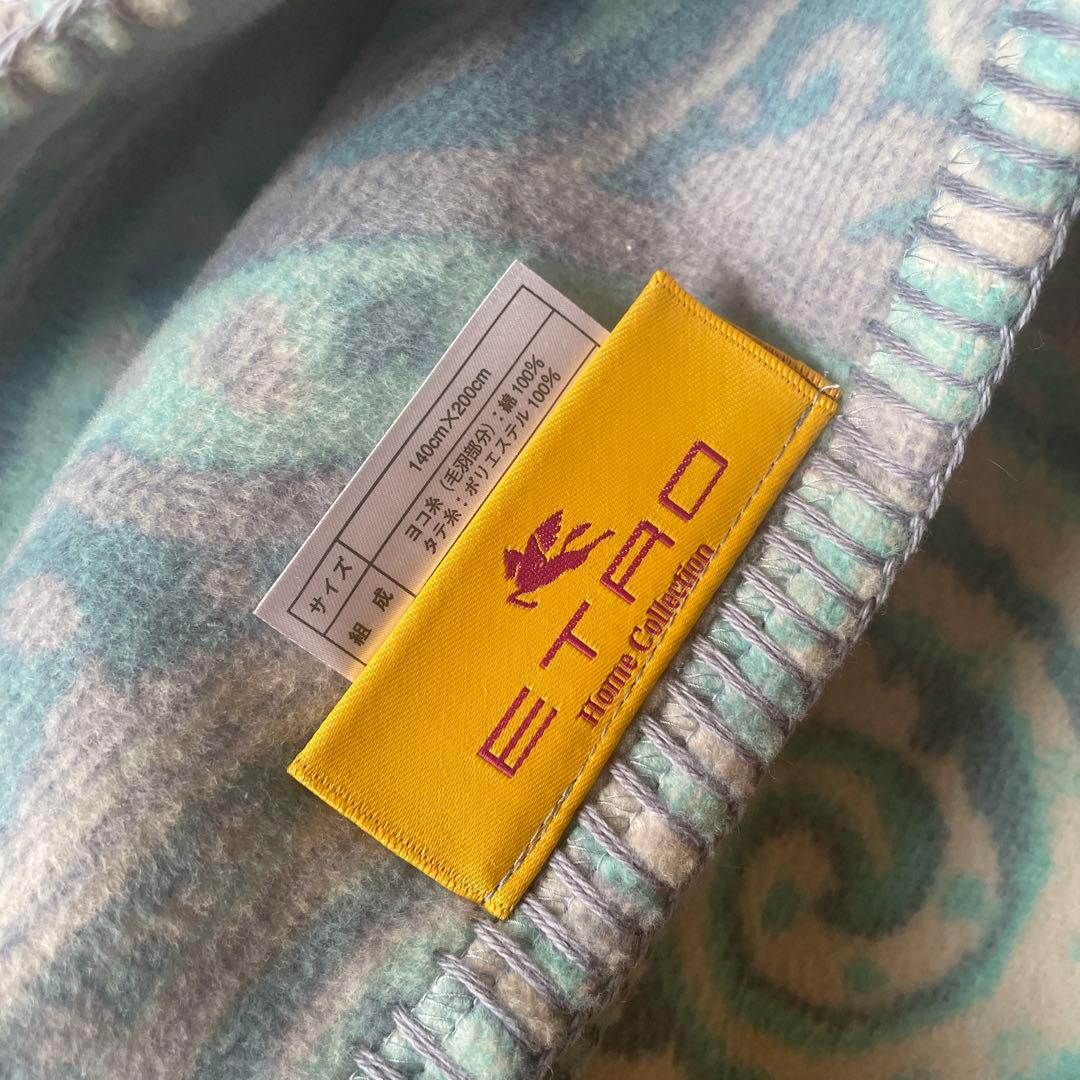 サイズ 140cm×200cm
組成 ヨコ糸(毛羽部分):綿100%
タテ糸:ポリエステル100%
ETRO
Home Collection